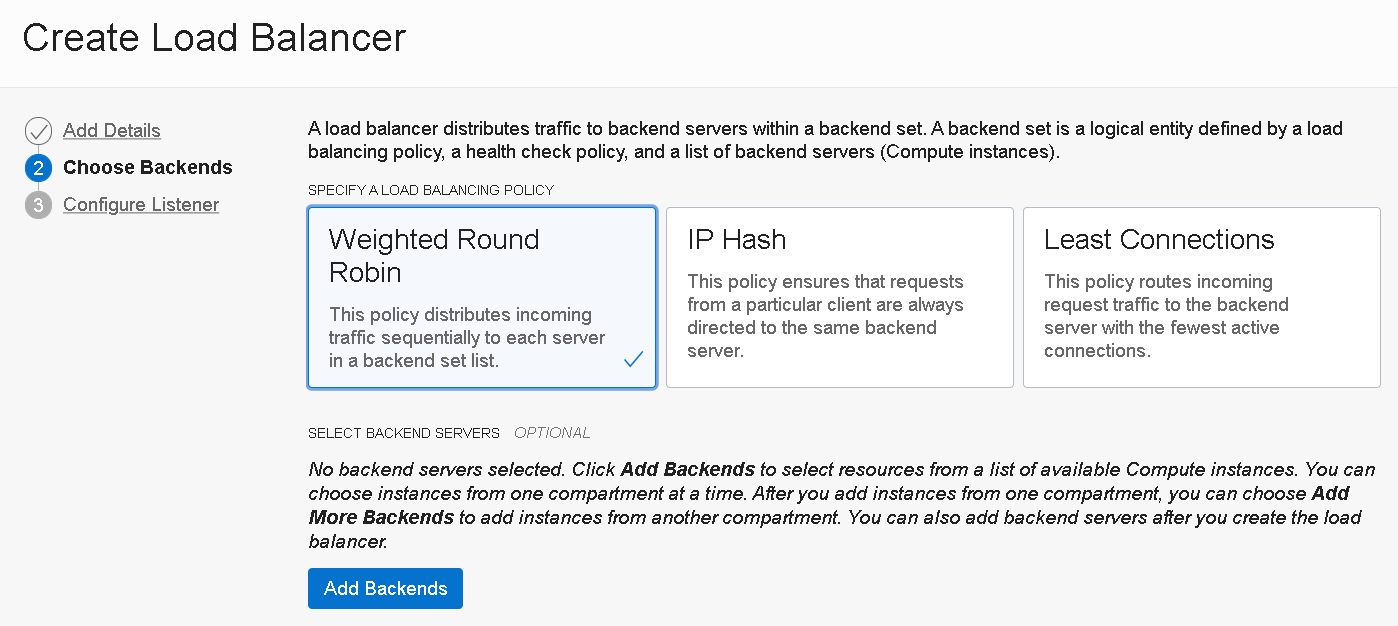 Create Load Balancer
Add Details
2 Choose Backends
3 Configure Listener
A load balancer distributes traffic to backend servers within a backend set. A backend set is a logical entity defined by a load
balancing policy, a health check policy, and a list of backend servers (Compute instances).
SPECIFY A LOAD BALANCING POLICY
Weighted Round
Robin
This policy distributes incoming
traffic sequentially to each server
in a backend set list.
IP Hash
This policy ensures that requests
from a particular client are always
directed to the same backend
server.
Least Connections
This policy routes incoming
request traffic to the backend
server with the fewest active
connections.
SELECT BACKEND SERVERS OPTIONAL
No backend servers selected. Click Add Backends to select resources from a list of available Compute instances. You can
choose instances from one compartment at a time. After you add instances from one compartment, you can choose Add
More Backends to add instances from another compartment. You can also add backend servers after you create the load
balancer.
Add Backends